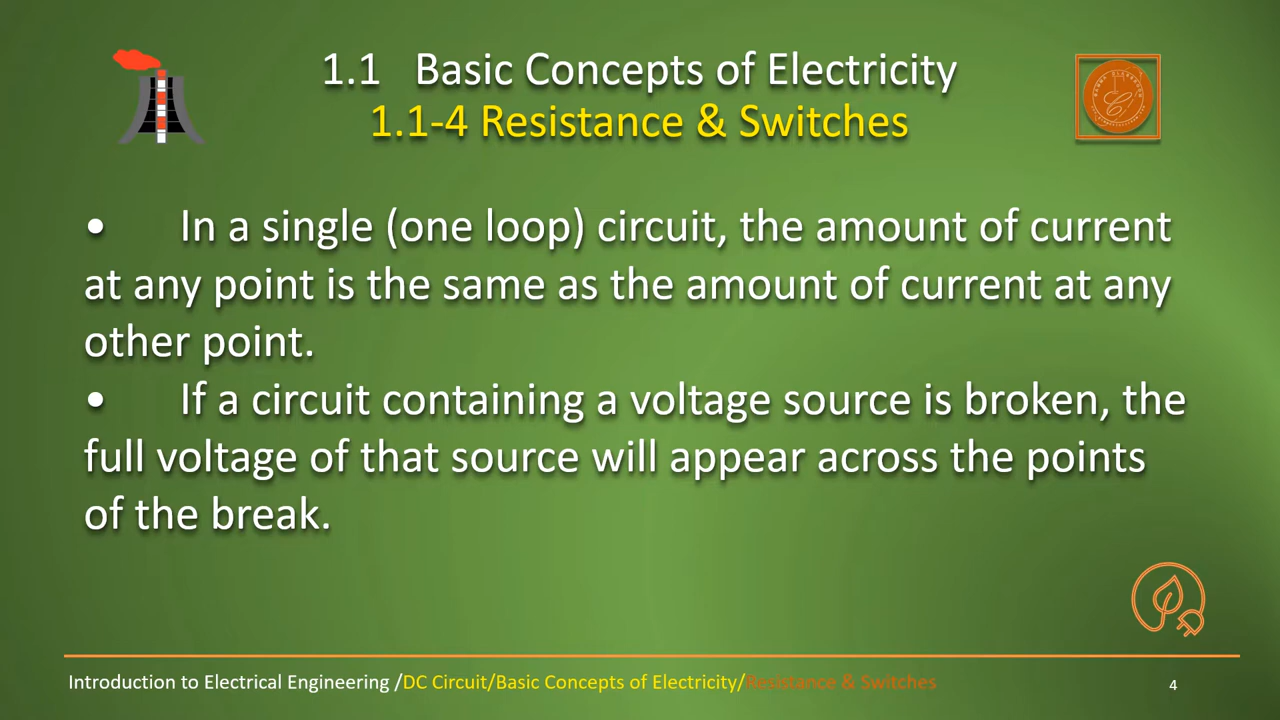 1.1 Basic Concepts of Electricity
1.1-4 Resistance & Switches
• In a single (one loop) circuit, the amount of current
at any point is the same as the amount of current at any
other point.
• If a circuit containing a voltage source is broken, the
full voltage of that source will appear across the points
of the break.
Introduction to Electrical Engineering /DC Circuit/Basic Concepts of Electricity/Resistance & Switches
4